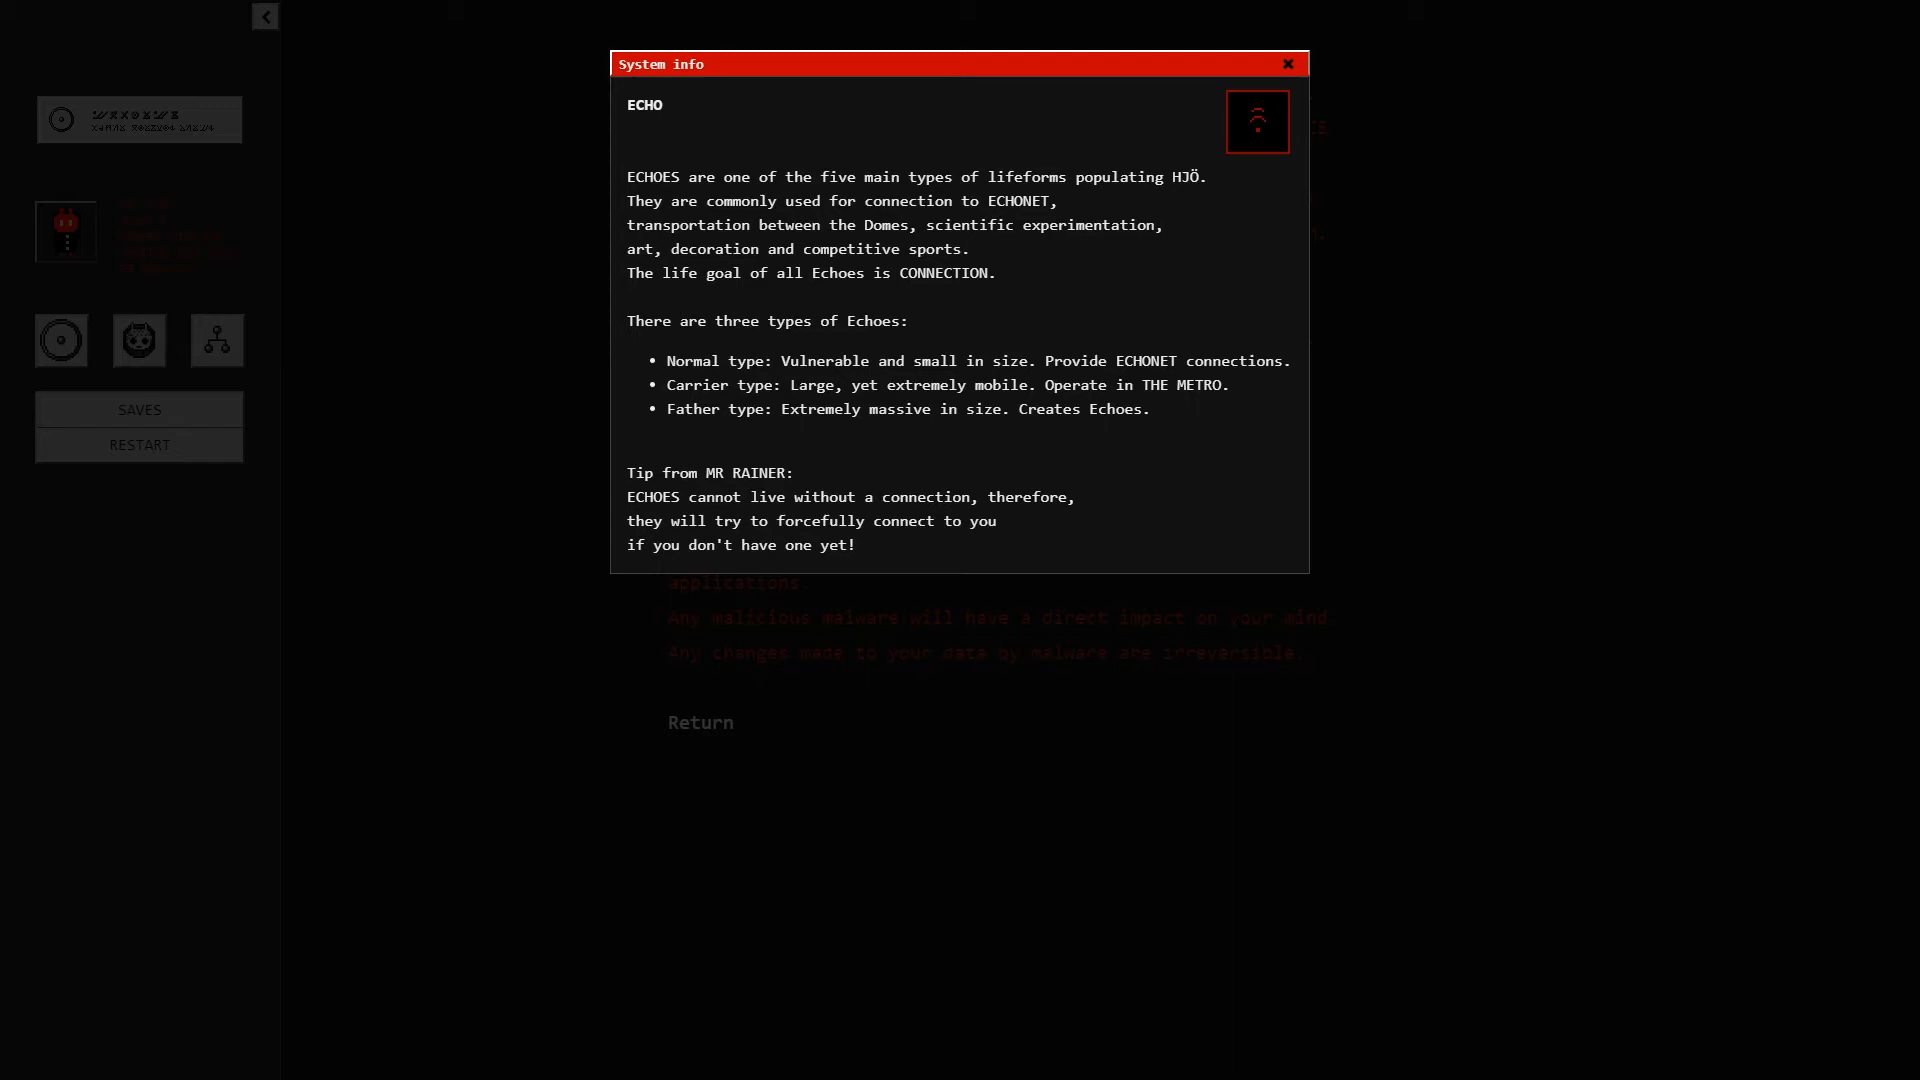 System info
ECHO
ECHOES are one of the five main types of lifeforms populating HJÖ.
They are commonly used for connection to ECHONET,
transportation between the Domes, scientific experimentation,
art, decoration and competitive sports.
The life goal of all Echoes is CONNECTION.
There are three types of Echoes:
• Normal type: Vulnerable and small in size. Provide ECHONET connections.
• Carrier type: Large, yet extremely mobile. Operate in THE METRO.
• Father type: Extremely massive in size. Creates Echoes.
Tip from MR RAINER:
ECHOES cannot live without a connection, therefore,
they will try to forcefully connect to you
if you don't have one yet!
SAVES
RESTART
applications.
Any malicious malware will have a direct impact on your mind
Any changes made to your data by malware are irreversible.
Return